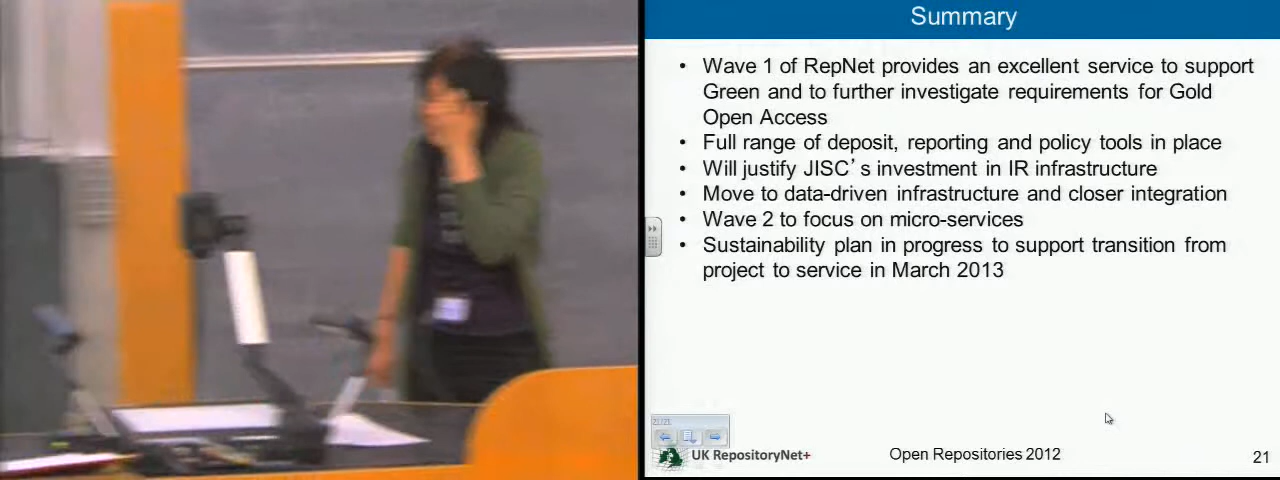 Summary
• Wave 1 of RepNet provides an excellent service to support
Green and to further investigate requirements for Gold
Open Access
• Full range of deposit, reporting and policy tools in place
• Will justify JISC’s investment in IR infrastructure
• Move to data-driven infrastructure and closer integration
• Wave 2 to focus on micro-services
• Sustainability plan in progress to support transition from
project to service in March 2013
21/21
UK RepositoryNet+
Open Repositories 2012
21